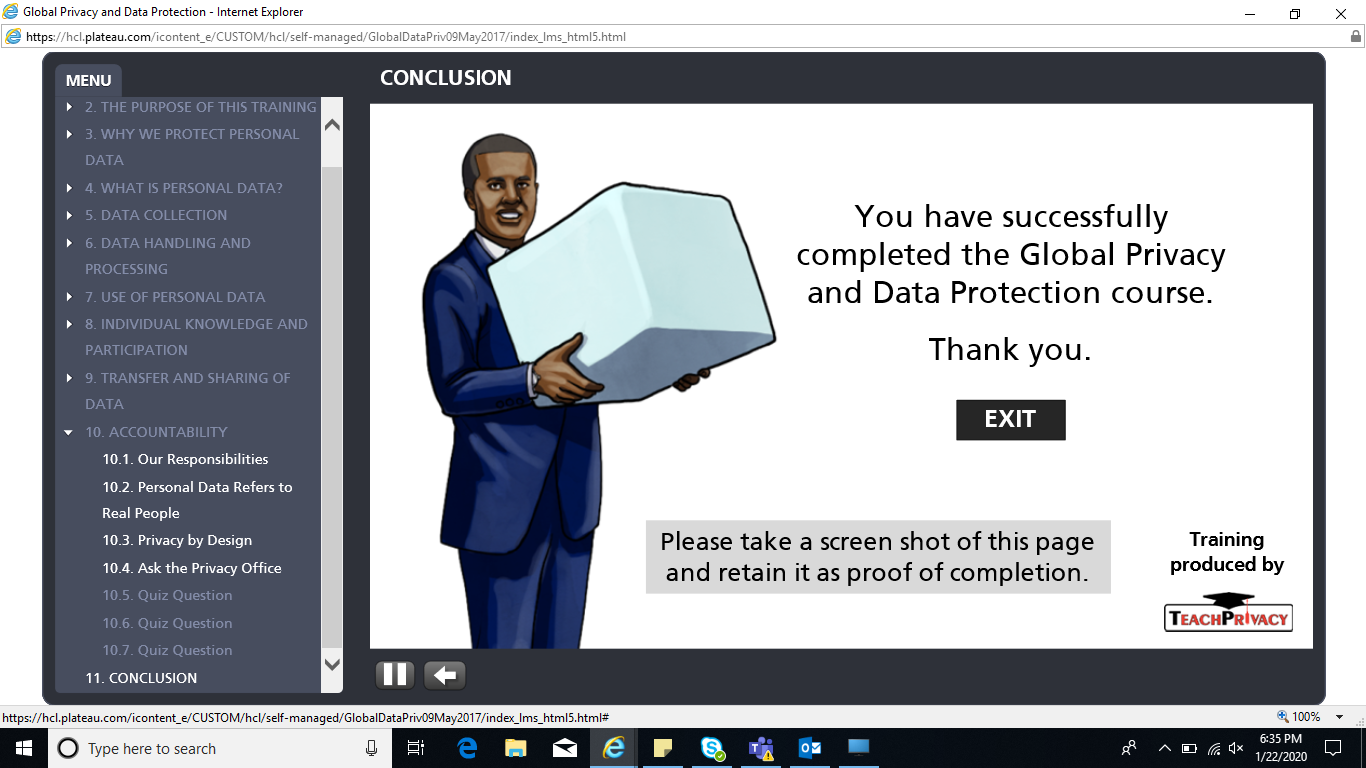 Global Privacy and Data Protection - Internet Explorer
https://hcl.plateau.com/icontent_e/CUSTOM/hcl/self-managed/GlobalDataPriv09May2017/index_lms_html5.html
MENU
2. THE PURPOSE OF THIS TRAINING
3. WHY WE PROTECT PERSONAL
DATA
4. WHAT IS PERSONAL DATA?
5. DATA COLLECTION
6. DATA HANDLING AND
PROCESSING
7. USE OF PERSONAL DATA
8. INDIVIDUAL KNOWLEDGE AND
PARTICIPATION
9. TRANSFER AND SHARING OF
DATA
10. ACCOUNTABILITY
10.1. Our Responsibilities
10.2. Personal Data Refers to
Real People
10.3. Privacy by Design
10.4. Ask the Privacy Office
10.5. Quiz Question
10.6. Quiz Question
10.7. Quiz Question
11. CONCLUSION
CONCLUSION
You have successfully
completed the Global Privacy
and Data Protection course.
Thank you.
EXIT
Please take a screen shot of this page
and retain it as proof of completion.
Training
produced by
TEACHPRIVACY
https://hcl.plateau.com/icontent_e/CUSTOM/hcl/self-managed/GlobalDataPriv09May2017/index_lms_html5.html#
100%
Type here to search
6:35 PM
1/22/2020